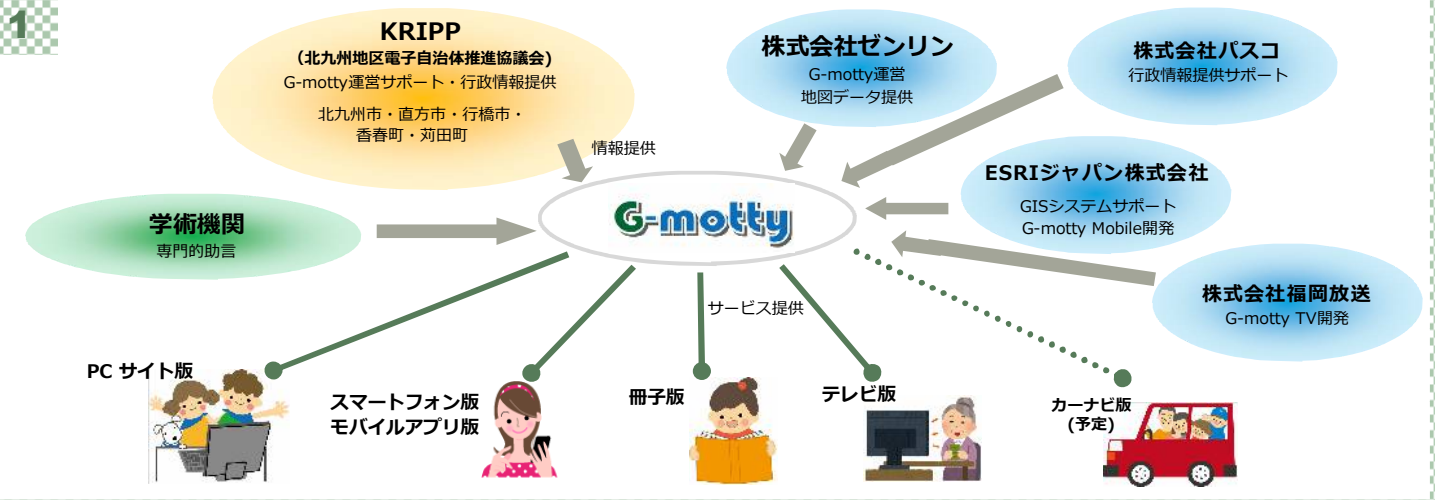 1
KRIPP
（北九州地区電子自治体推進協議会)
G-motty運営サポート・行政情報提供
北九州市・直方市・行橋市・
香春町・苅田町
株式会社ゼンリン
G-motty運営
地図データ提供
株式会社パスコ
行政情報提供サポート
情報提供
ESRIジャパン株式会社
GISシステムサポート
G-motty Mobile開発
学術機関
専門的助言
G-motty
株式会社福岡放送
G-motty TV開発
サービス提供
PC サイト版
スマートフォン版
モバイルアプリ版
冊子版
テレビ版
カーナビ版
(予定)